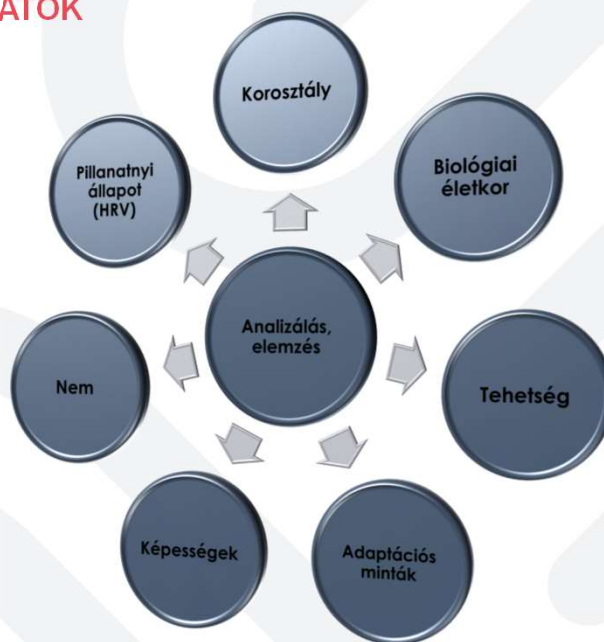 ATOK
Korosztály
Biológiai
életkor
Tehetség
Adaptációs
minták
Képességek
Nem
Pillanatnyi
állapot
(HRV)
Analizálás,
elemzés